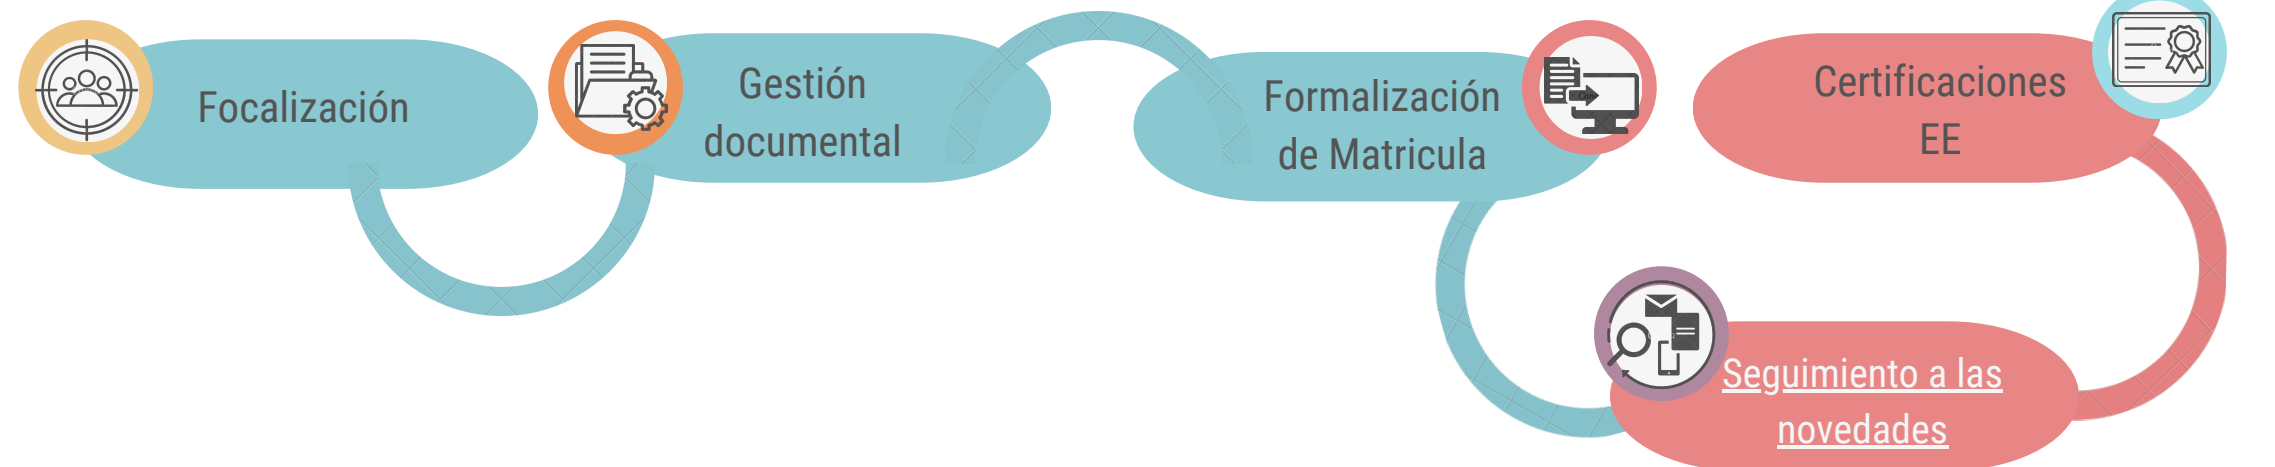 Focalización
Gestión
documental
Formalización
de Matricula
Certificaciones
EE
Seguimiento a las
novedades